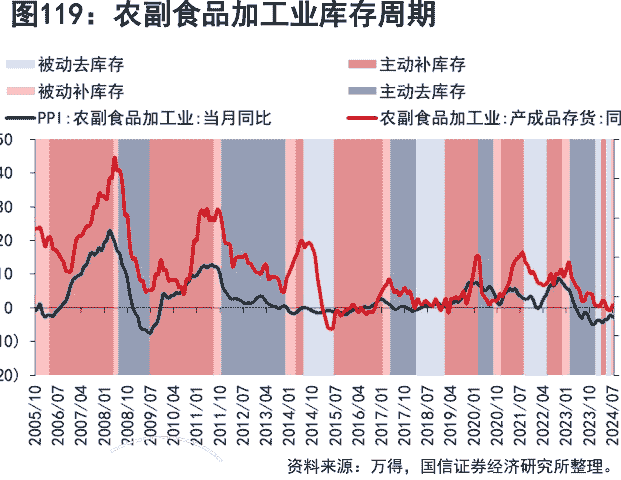 图119：农副食品加工业库存周期
被动去库存 主动补库存
被动补库存 主动去库存
PPI:农副食品加工业:当月同比 农副食品加工业:产成品存货:同
50
40
30
20
10
0
10)
20)
2005/10 2006/07 2007/04 2008/01 2008/10 2009/07 2010/04 2011/01 2011/10 2012/07 2013/04 2014/01 2014/10 2015/07 2016/04 2017/01 2017/10 2018/07 2019/04 2020/01 2020/10 2021/07 2022/04 2023/01 2023/10 2024/07
资料来源：万得，国信证券经济研究所整理。